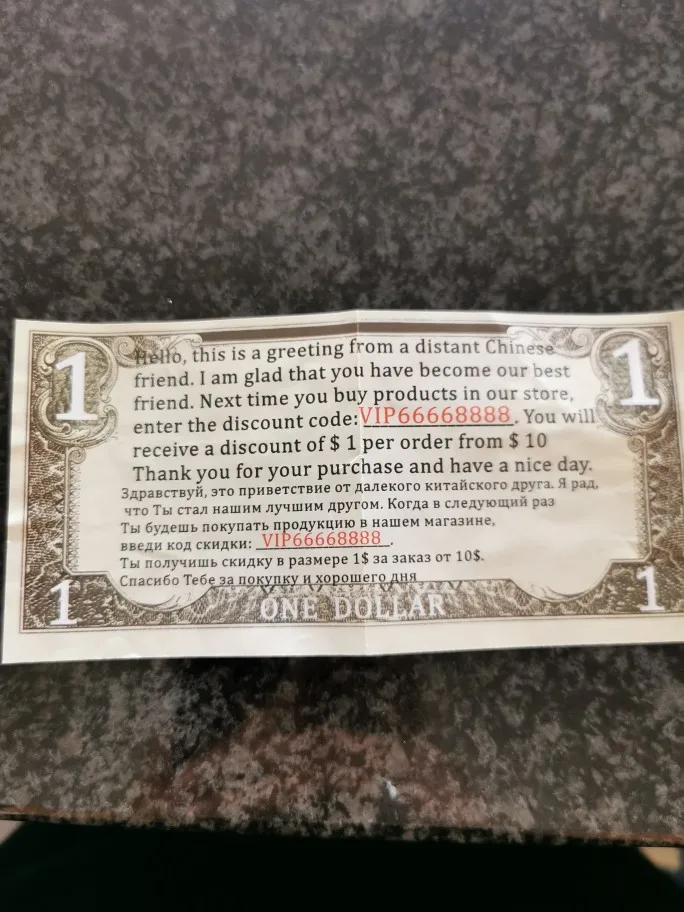 1
1
Hello, this is a greeting from a distant Chinese
friend. I am glad that you have become our best
friend. Next time you buy products in our store,
enter the discount code: VIP66668888. You will
receive a discount of $ 1 per order from $ 10
Thank you for your purchase and have a nice day.
Здравствуй, это приветствие от далекого китайского друга. Я рад,
что Ты стал нашим лучшим другом. Когда в следующий раз
Ты будешь покупать продукцию в нашем магазине,
введи код скидки: VIP66668888.
Ты получишь скидку в размере 1$ за заказ от 10$.
Спасибо Тебе за покупку и хорошего дня
1
ONE DOLLAR
1